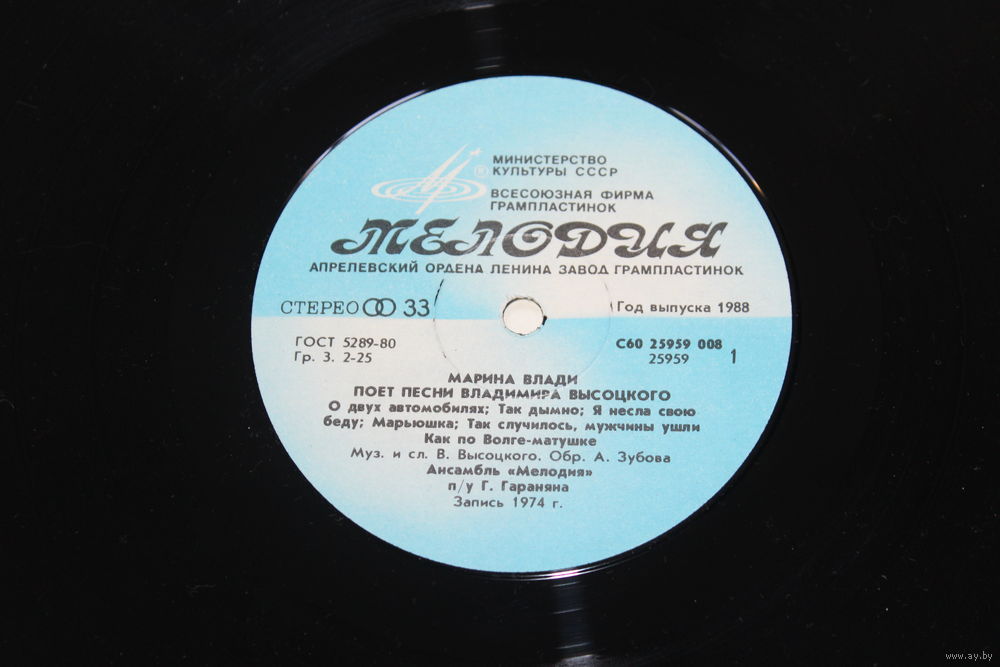 МИНИСТЕРСТВО
КУЛЬТУРЫ СССР
ВСЕСОЮЗНАЯ ФИРМА
ГРАМПЛАСТИНОК
®
МЕЛОДИЯ
АПРЕЛЕВСКИЙ ОРДЕНА ЛЕНИНА ЗАВОД ГРАМПЛАСТИНОК
СТЕРЕО 33
Год выпуска 1988
ГОСТ 5289-80
Гр. 3. 2-25
С60 25959 008
25959 1
МАРИНА ВЛАДИ
ПОЕТ ПЕСНИ ВЛАДИМИРА ВЫСОЦКОГО
О двух автомобилях; Так дымно; Я несла свою
беду; Марьюшка; Так случилось, мужчины ушли
Как по Волге-матушке
Муз. и сл. В. Высоцкого. Обр. А. Зубова
Ансамбль «Мелодия»
п/у Г. Гараняна
Запись 1974 г.
www.ay.by